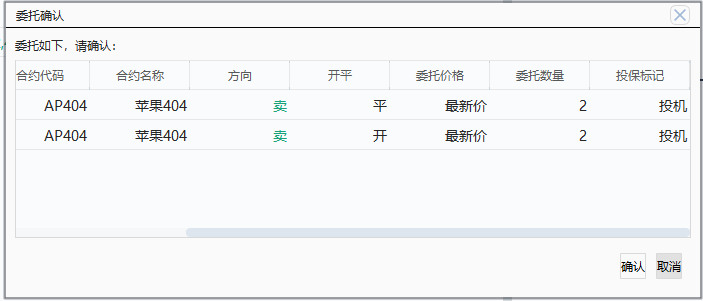 委托确认
委托如下，请确认：
合约代码 合约名称 方向 开平 委托价格 委托数量 投保标记
AP404 苹果404 卖 平 最新价 2 投机
AP404 苹果404 卖 开 最新价 2 投机
确认 取消